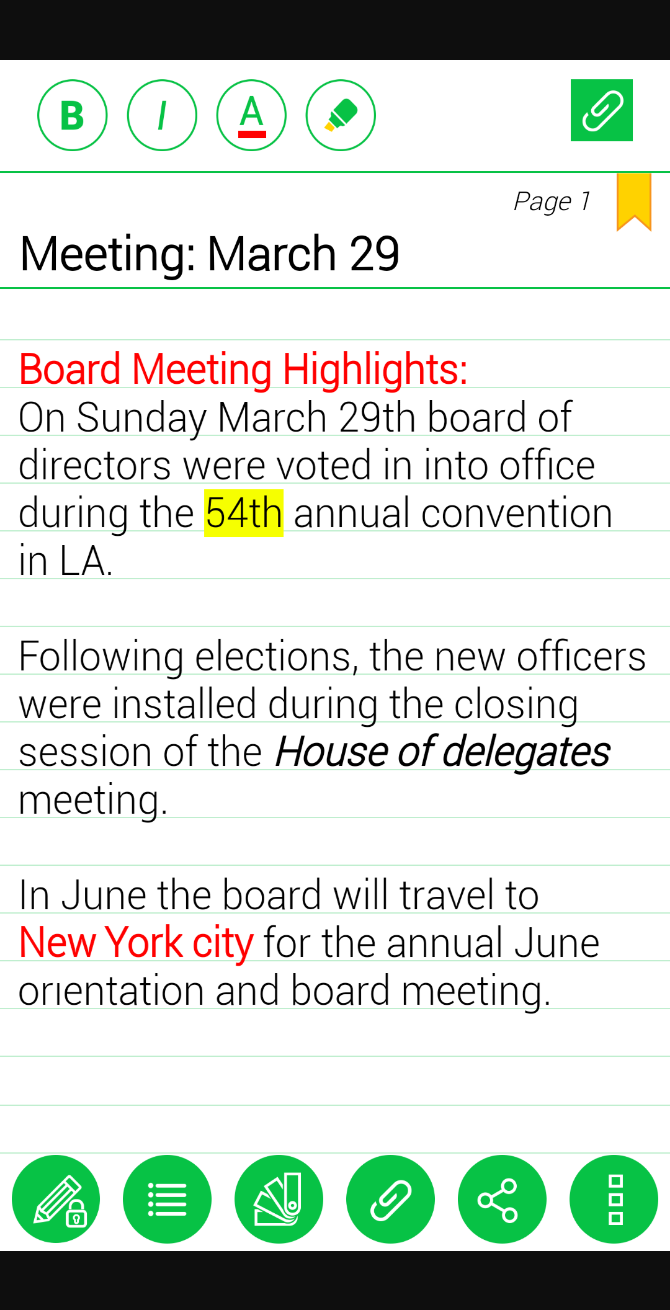 B I A
Page 1
Meeting: March 29
Board Meeting Highlights:
On Sunday March 29th board of
directors were voted in into office
during the 54th annual convention
in LA.
Following elections, the new officers
were installed during the closing
session of the House of delegates
meeting.
In June the board will travel to
New York city for the annual June
orientation and board meeting.